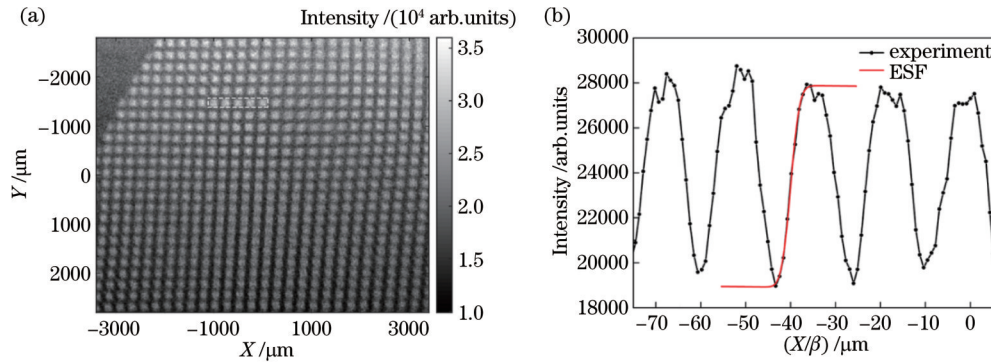 (a)
Intensity /(10⁴ arb.units)
−2000
−1000
0
1000
2000
Y /μm
−3000 −1000 1000 3000
X /μm
3.5
3.0
2.5
2.0
1.5
1.0
(b)
30000
28000
26000
24000
22000
20000
18000
Intensity /arb.units
experiment
ESF
−70 −60 −50 −40 −30 −20 −10 0
(X/β) /μm